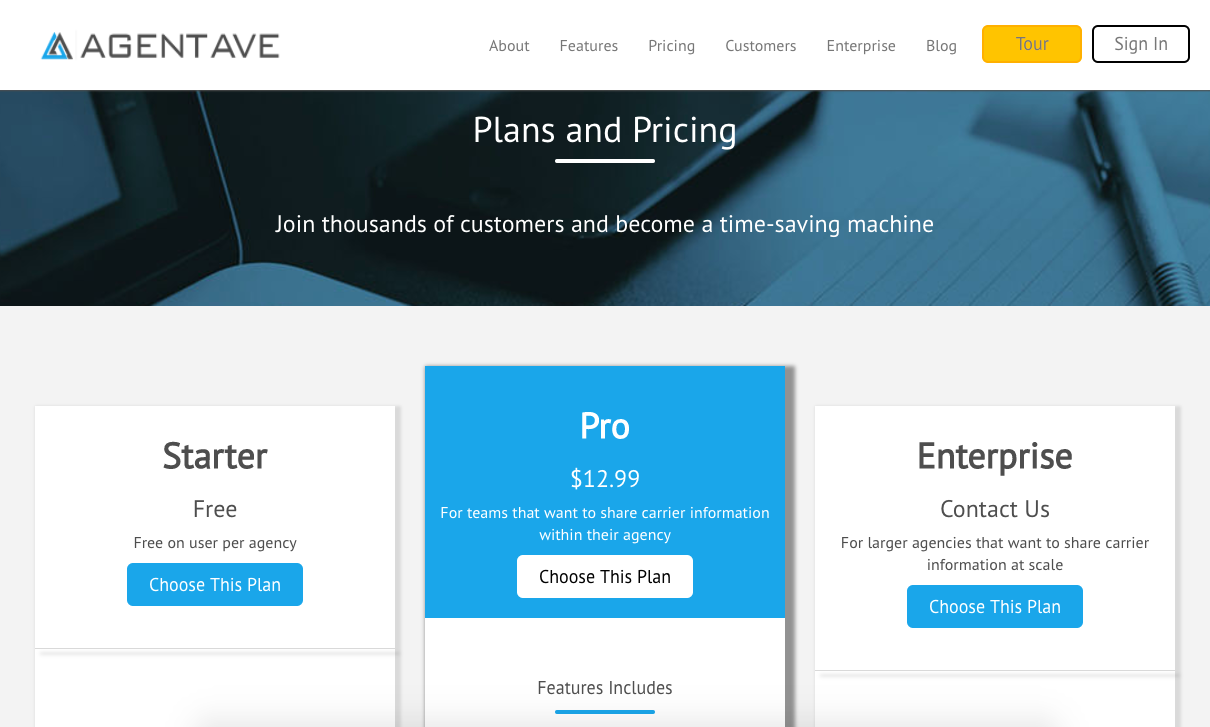 AGENT AVE
About Features Pricing Customers Enterprise Blog Tour Sign In
Plans and Pricing
Join thousands of customers and become a time-saving machine
Starter
Free
Free on user per agency
Choose This Plan
Pro
$12.99
For teams that want to share carrier information
within their agency
Choose This Plan
Features Includes
Enterprise
Contact Us
For larger agencies that want to share carrier
information at scale
Choose This Plan